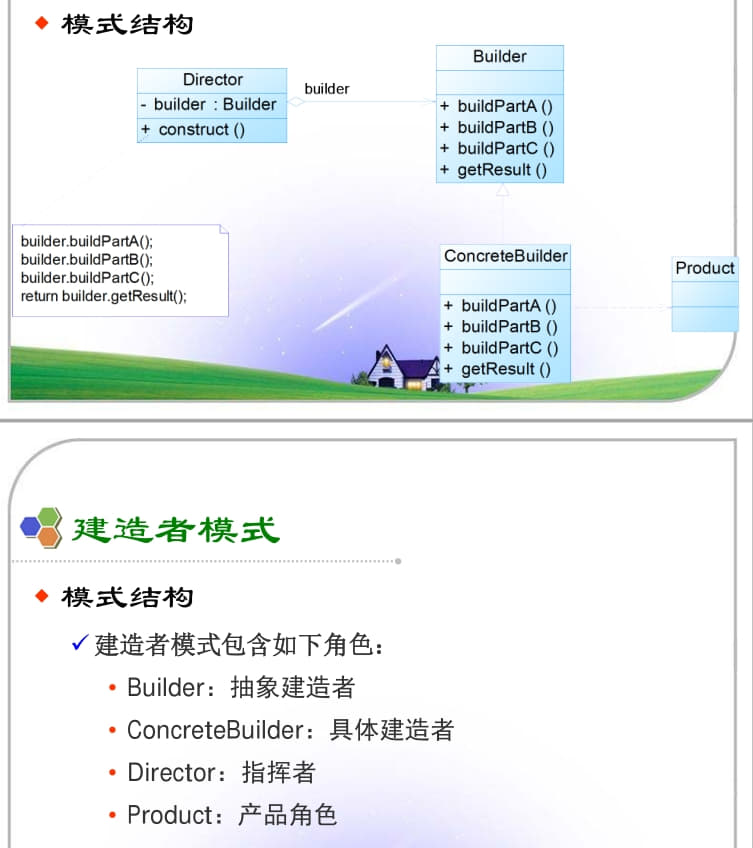 模式结构
Director
- builder : Builder
+ construct ()
builder
Builder
+ buildPartA ()
+ buildPartB ()
+ buildPartC ()
+ getResult ()
builder.buildPartA();
builder.buildPartB();
builder.buildPartC();
return builder.getResult();
ConcreteBuilder
+ buildPartA ()
+ buildPartB ()
+ buildPartC ()
+ getResult ()
Product
建造者模式
模式结构
建造者模式包含如下角色：
Builder：抽象建造者
ConcreteBuilder：具体建造者
Director：指挥者
Product：产品角色